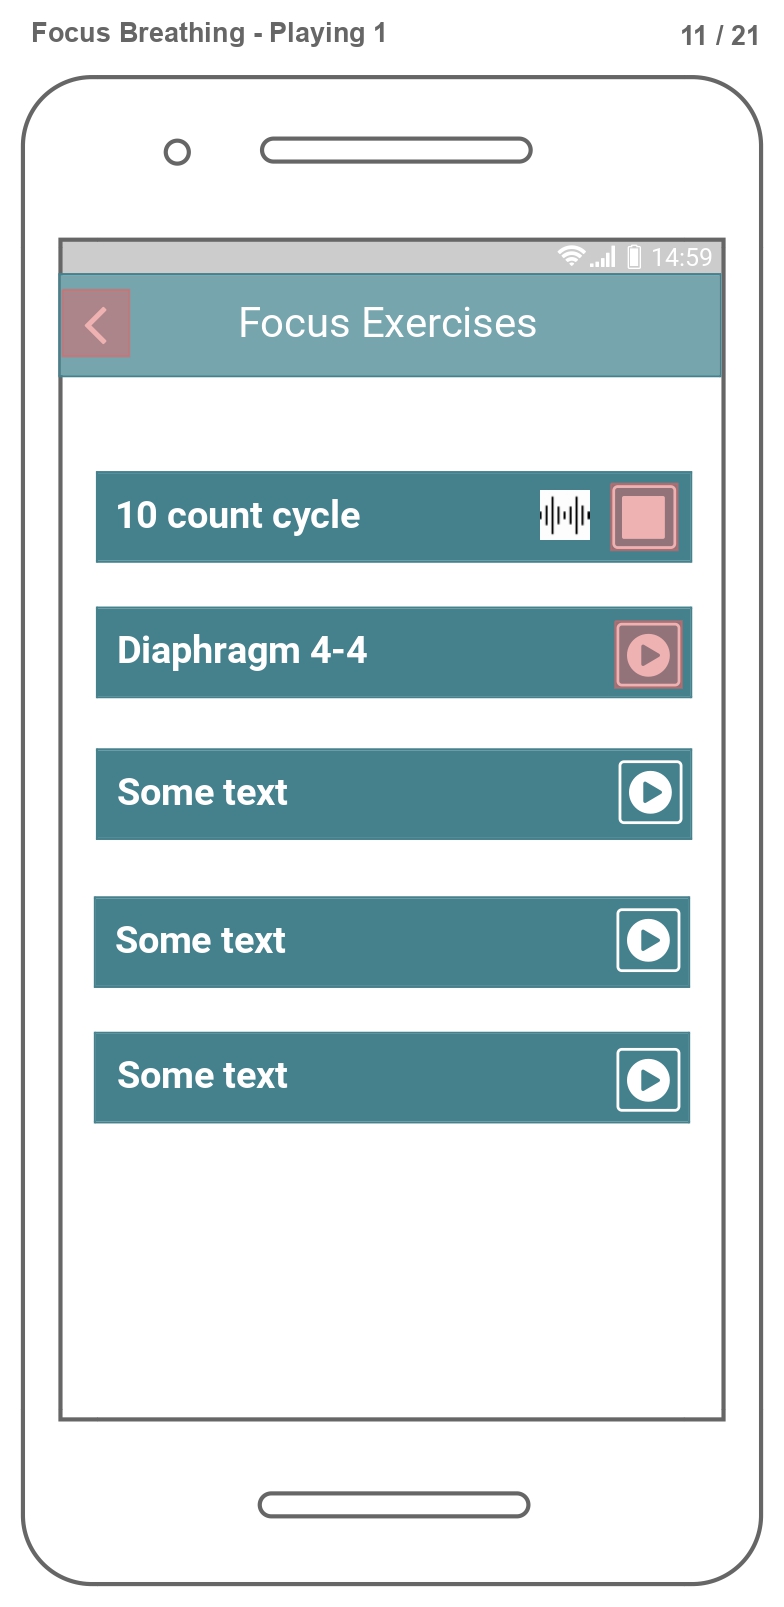 Focus Breathing - Playing 1
11 / 21
14:59
Focus Exercises
10 count cycle
Diaphragm 4-4
Some text
Some text
Some text